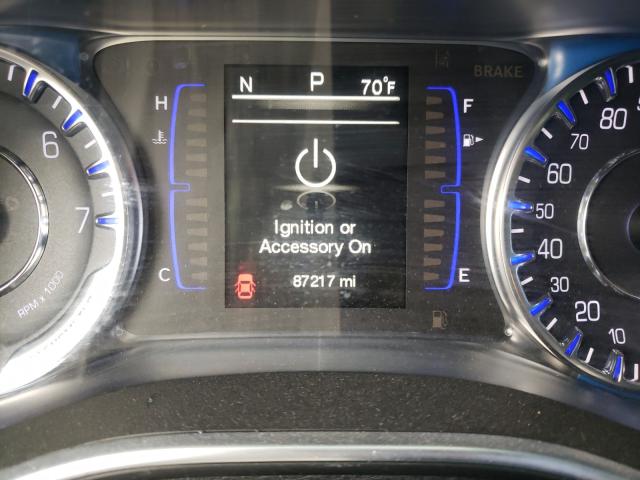 N P 70°F
BRAKE
H
F
C
E
Ignition or
Accessory On
87217 mi
6
7
RPM x 1000
80
70
60
50
40
30
20
10